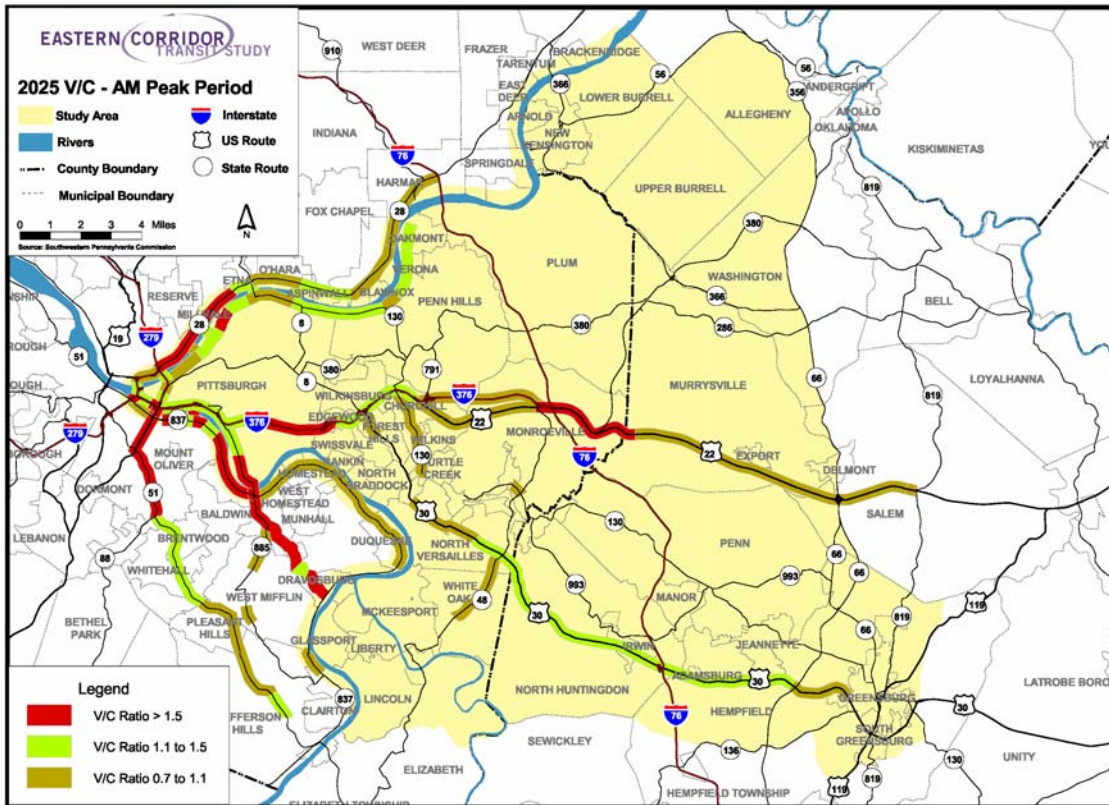 EASTERN CORRIDOR
TRANSIT STUDY
2025 V/C - AM Peak Period
Study Area
Rivers
County Boundary
Municipal Boundary
Interstate
US Route
State Route
0 1 2 3 4 Miles
N
Source: Southwestern Pennsylvania Commission
910
WEST DEER
FRAZER
BRACKENRIDGE
TARENTUM
366
EAST
DEER
56
LOWER BURRELL
ALLEGHENY
56
356
VANDERGRIFT
APOLLO
OKLAHOMA
KISKIMINETAS
INDIANA
ARNOLD
NEW
KENSINGTON
76
SPRINGDALE
HARMAR
UPPER BURRELL
819
FOX CHAPEL
28
OAKMONT
380
PLUM
WASHINGTON
O'HARA
ETNA
VERONA
366
BELL
RESERVE
ASPINWALL
BLAWNOX
PENN HILLS
MILLVALE
28
8
130
380
286
279
19
51
380
791
66
LOYALHANNA
PITTSBURGH
8
WILKINSBURG
376
MURRYSVILLE
819
CHURCHILL
837
376
EDGEWOOD
FOREST
HILLS
22
MONROEVILLE
279
SWISSVALE
WILKINS
22
MOUNT
OLIVER
RANKIN
130
TURTLE
CREEK
76
EXPORT
HOMESTEAD
NORTH
BRADDOCK
DELMONT
51
DORMONT
WEST
HOMESTEAD
SALEM
BALDWIN
MUNHALL
30
130
LEBANON
BRENTWOOD
DUQUESNE
NORTH
VERSAILLES
PENN
66
66
88
885
WHITEHALL
DRAVOSBURG
WHITE
OAK
993
993
WEST MIFFLIN
48
MANOR
119
MCKEESPORT
BETHEL
PARK
PLEASANT
HILLS
30
66
819
GLASSPORT
JEANNETTE
LIBERTY
IRWIN
ADAMSBURG
30
GREENSBURG
LATROBE BORO
LINCOLN
NORTH HUNTINGDON
837
CLAIRTON
76
HEMPFIELD
30
SOUTH
GREENSBURG
SEWICKLEY
136
130
UNITY
ELIZABETH
819
119
HEMPFIELD TOWNSHIP
ELIZABETH TOWNSHIP
Legend
V/C Ratio > 1.5
V/C Ratio 1.1 to 1.5
V/C Ratio 0.7 to 1.1